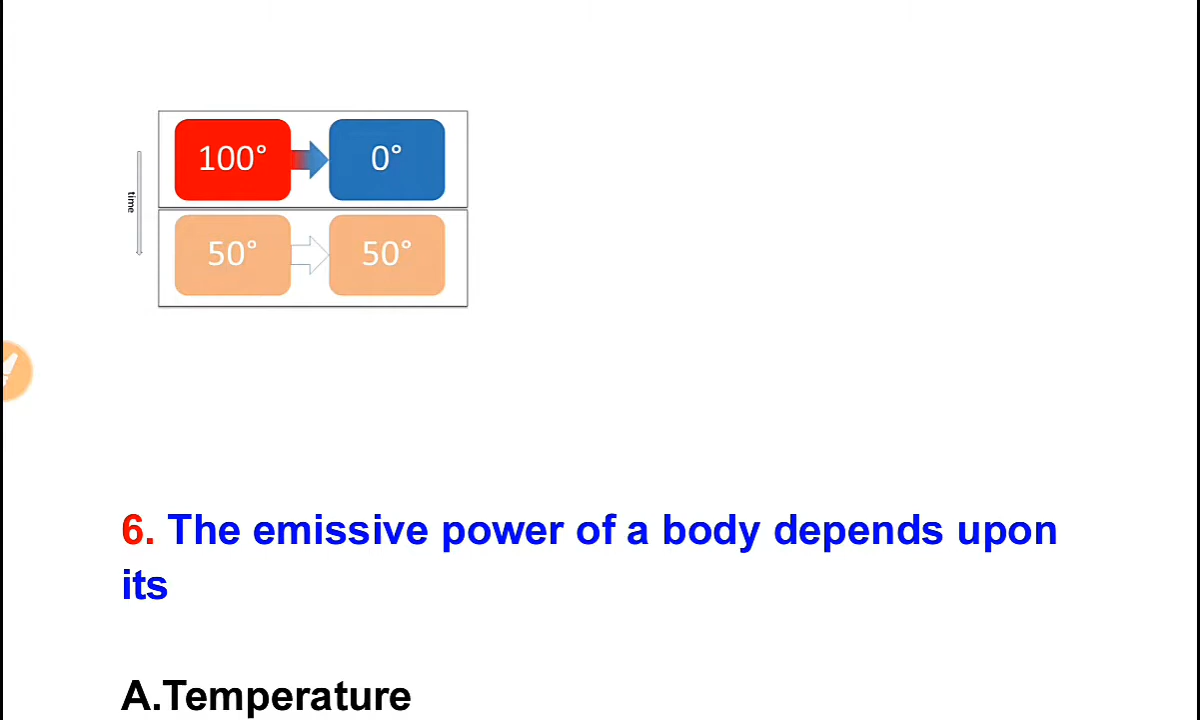 100° 0°
time
50° 50°
6. The emissive power of a body depends upon
its
A.Temperature